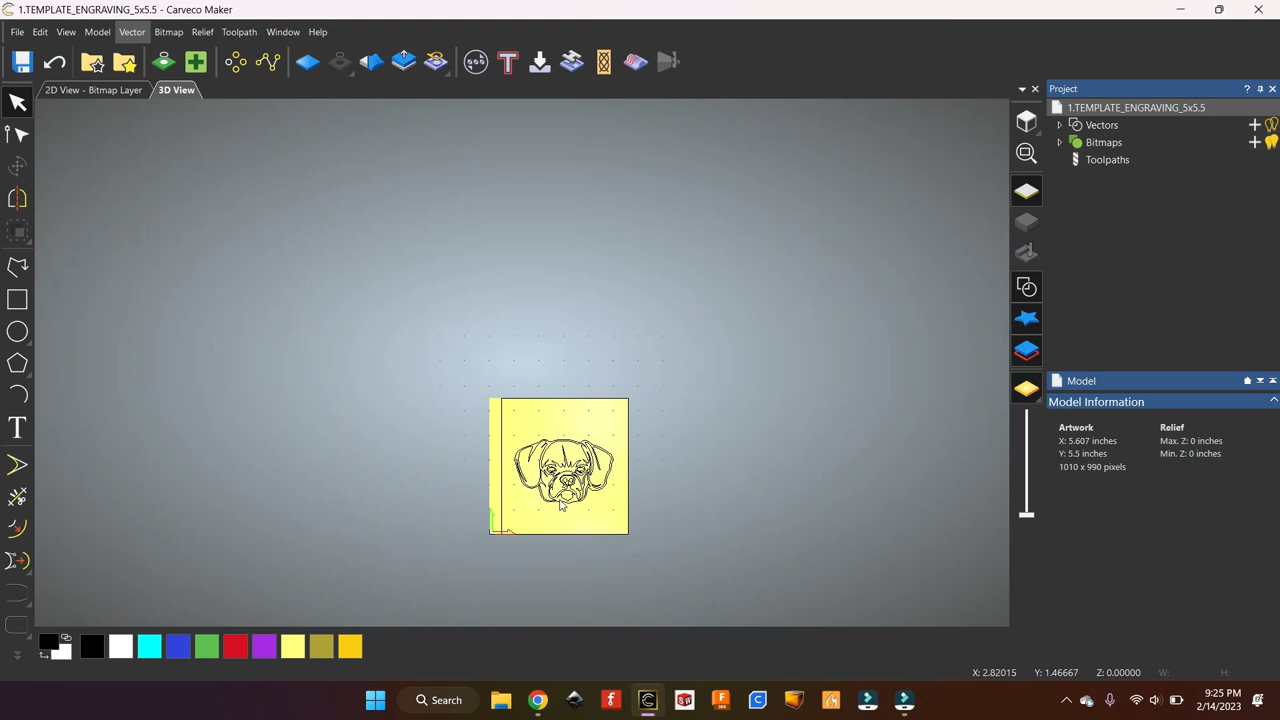 1.TEMPLATE_ENGRAVING_5x5.5 - Carveco Maker
File Edit View Model Vector Bitmap Relief Toolpath Window Help
2D View - Bitmap Layer 3D View
Project
1.TEMPLATE_ENGRAVING_5x5.5
Vectors
Bitmaps
Toolpaths
Model
Model Information
Artwork Relief
X: 5.607 inches Max. Z: 0 inches
Y: 5.5 inches Min. Z: 0 inches
1010 x 990 pixels
X: 2.82015 Y: 1.46667 Z: 0.00000 W: H:
Search
9:25 PM
2/14/2023